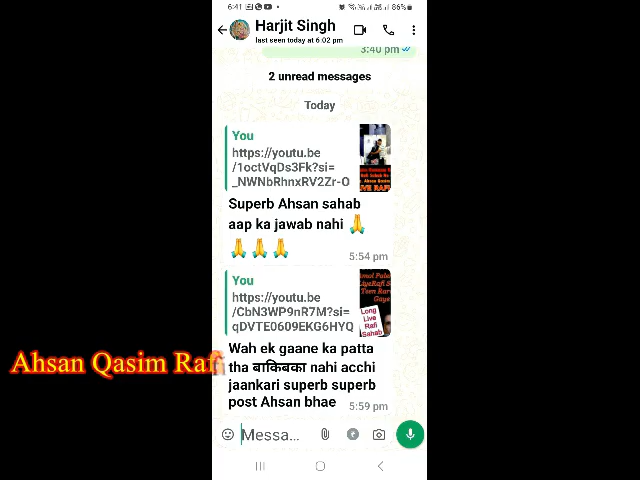 6:41
86%
Harjit Singh
last seen today at 6:02 pm
3:40 pm
2 unread messages
Today
You
https://youtu.be
/1octVqDs3Fk?si=
_NWNbRhnxRV2Zr-O
Superb Ahsan sahab
aap ka jawab nahi 🙏
🙏🙏🙏
5:54 pm
You
https://youtu.be
/CbN3WP9nR7M?si=
qDVTE0609EKG6HYQ
Long
Live
Rafi
Sahab
Wah ek gaane ka patta
tha बाकिबका nahi acchi
jaankari superb superb
post Ahsan bhae
5:59 pm
Ahsan Qasim Rafi
Messa...